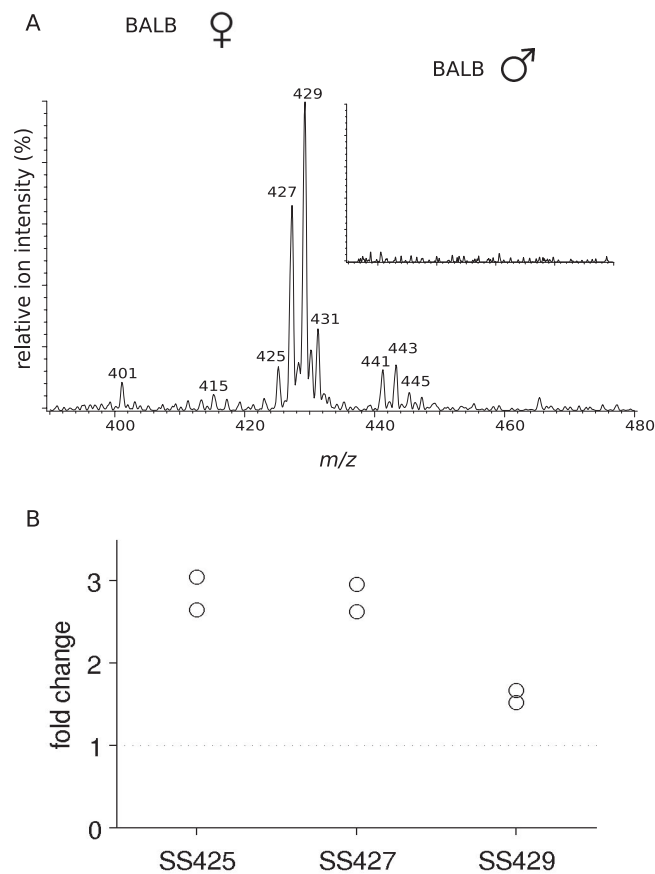 A
BALB ♀
BALB ♂
429
427
431
425
443
441
401
445
415
relative ion intensity (%)
400 420 440 460 480
m/z
B
3
2
1
0
fold change
SS425 SS427 SS429